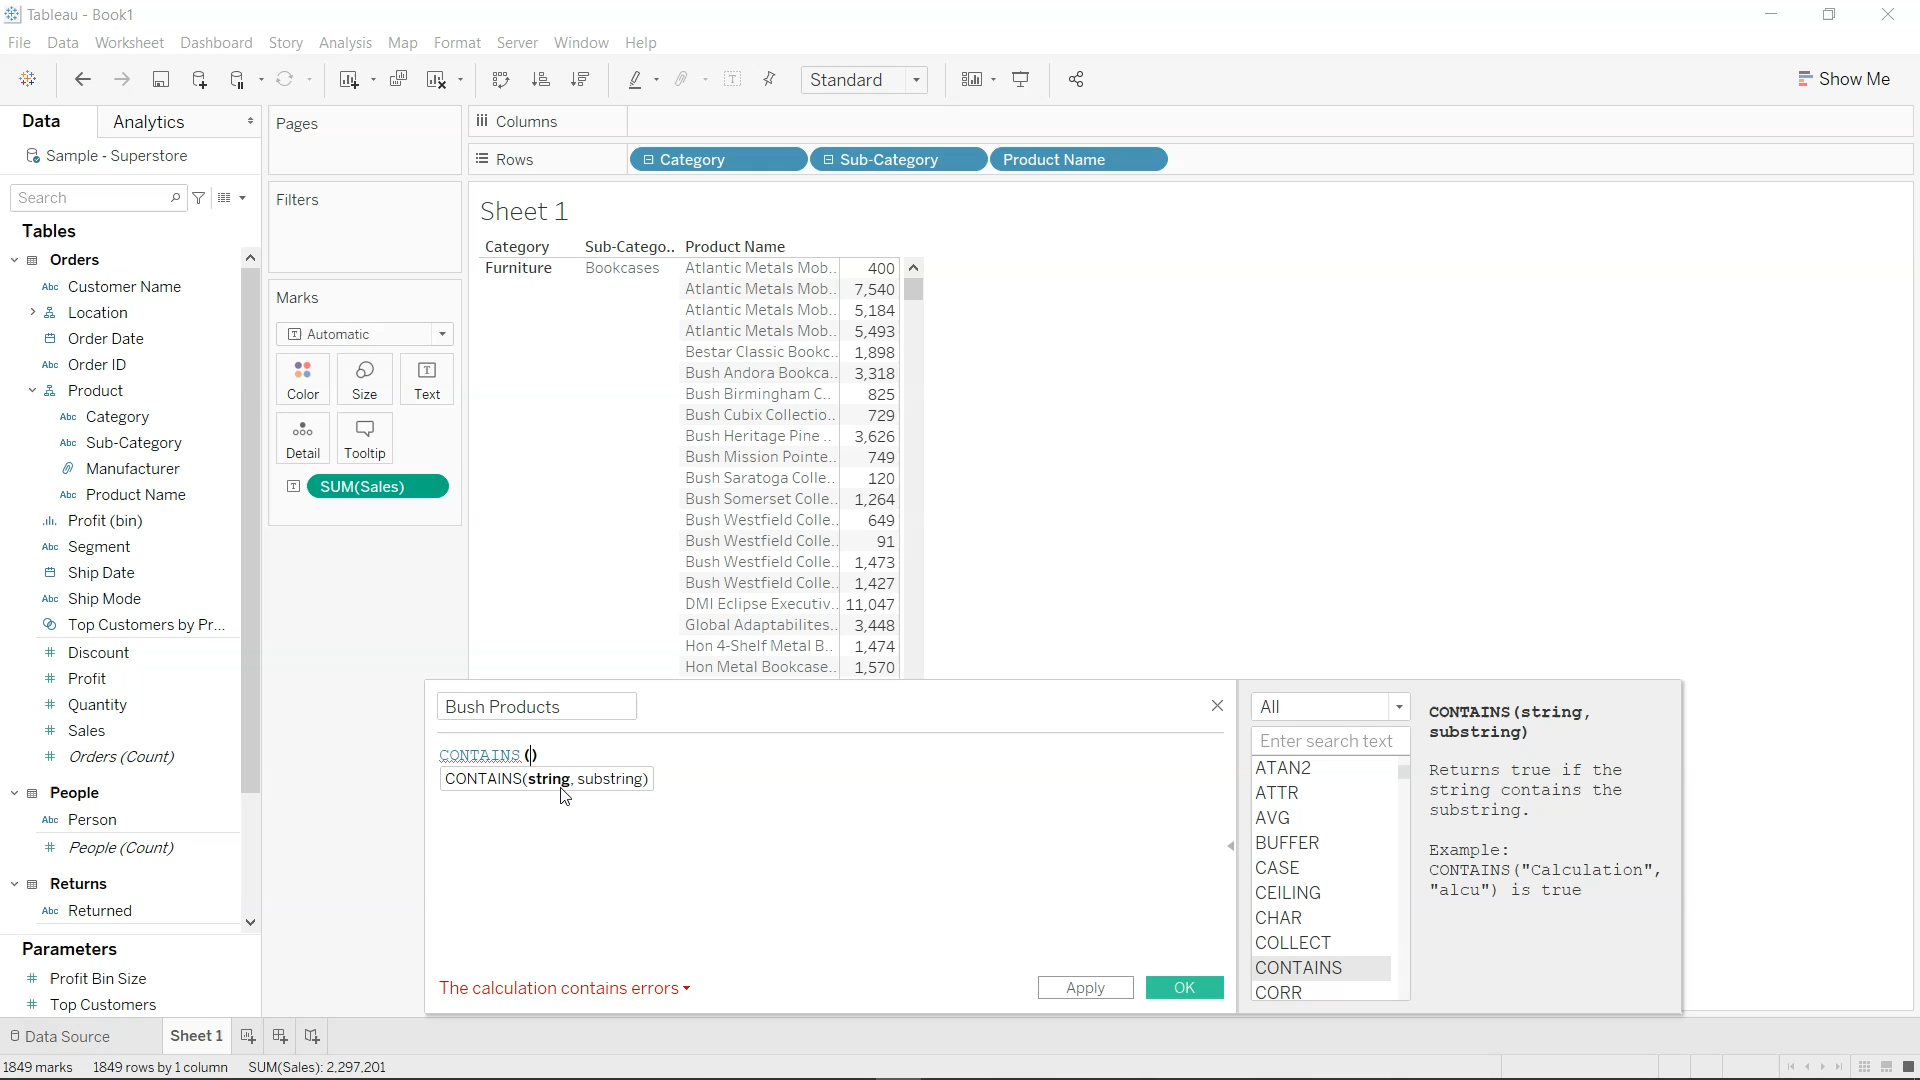 Tableau - Book1
File Data Worksheet Dashboard Story Analysis Map Format Server Window Help
Standard
Show Me
Data Analytics
Sample - Superstore
Search
Tables
Orders
Abc Customer Name
Location
Order Date
Abc Order ID
Product
Abc Category
Abc Sub-Category
Manufacturer
Abc Product Name
Profit (bin)
Abc Segment
Ship Date
Abc Ship Mode
Top Customers by Pr...
# Discount
# Profit
# Quantity
# Sales
# Orders (Count)
People
Abc Person
# People (Count)
Returns
Abc Returned
Parameters
# Profit Bin Size
# Top Customers
Pages
Filters
Marks
T Automatic
Color Size Text
Detail Tooltip
T SUM(Sales)
Columns
Rows Category Sub-Category Product Name
Sheet 1
Category Sub-Catego.. Product Name
Furniture Bookcases Atlantic Metals Mob.. 400
Atlantic Metals Mob.. 7,540
Atlantic Metals Mob.. 5,184
Atlantic Metals Mob.. 5,493
Bestar Classic Bookc.. 1,898
Bush Andora Bookca.. 3,318
Bush Birmingham C.. 825
Bush Cubix Collectio.. 729
Bush Heritage Pine .. 3,626
Bush Mission Pointe.. 749
Bush Saratoga Colle.. 120
Bush Somerset Colle.. 1,264
Bush Westfield Colle.. 649
Bush Westfield Colle.. 91
Bush Westfield Colle.. 1,473
Bush Westfield Colle.. 1,427
DMI Eclipse Executiv.. 11,047
Global Adaptabilites.. 3,448
Hon 4-Shelf Metal B.. 1,474
Hon Metal Bookcase.. 1,570
Bush Products
CONTAINS()
CONTAINS(string, substring)
The calculation contains errors
Apply OK
All
Enter search text
ATAN2
ATTR
AVG
BUFFER
CASE
CEILING
CHAR
COLLECT
CONTAINS
CORR
CONTAINS(string,
substring)
Returns true if the
string contains the
substring.
Example:
CONTAINS("Calculation",
"alcu") is true
Data Source Sheet 1
1849 marks 1849 rows by 1 column SUM(Sales): 2,297,201